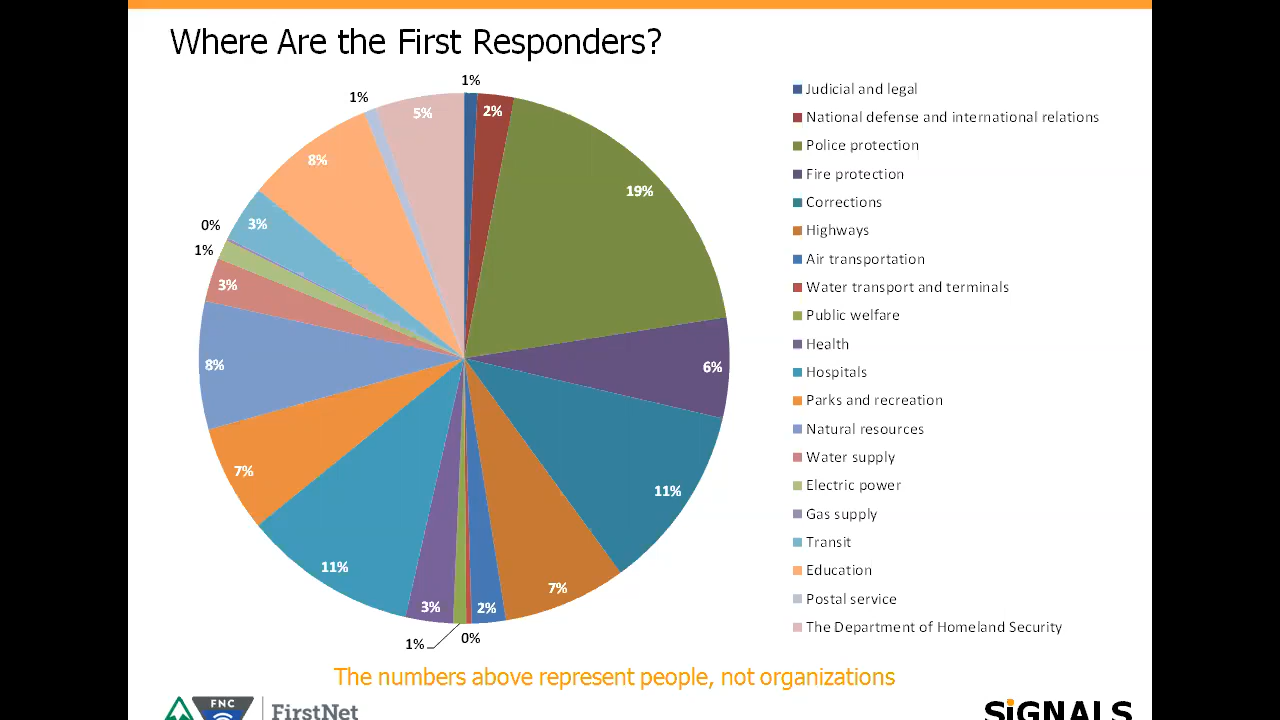 Where Are the First Responders?
1%
2%
19%
6%
11%
7%
2%
0%
1%
3%
11%
7%
8%
3%
1%
0%
3%
8%
1%
5%
Judicial and legal
National defense and international relations
Police protection
Fire protection
Corrections
Highways
Air transportation
Water transport and terminals
Public welfare
Health
Hospitals
Parks and recreation
Natural resources
Water supply
Electric power
Gas supply
Transit
Education
Postal service
The Department of Homeland Security
The numbers above represent people, not organizations
FNC
FirstNet
SiGNALS